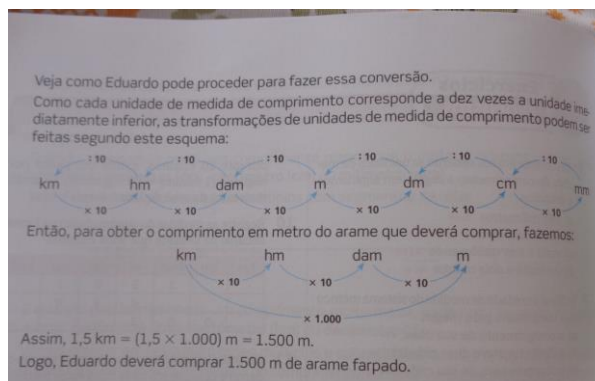 Veja como Eduardo pode proceder para fazer essa conversão.
Como cada unidade de medida de comprimento corresponde a dez vezes a unidade ime-
diatamente inferior, as transformações de unidades de medida de comprimento podem ser
feitas segundo este esquema:
: 10 : 10 : 10 : 10 : 10 : 10
km hm dam m dm cm mm
× 10 × 10 × 10 × 10 × 10 × 10
Então, para obter o comprimento em metro do arame que deverá comprar, fazemos:
km hm dam m
× 10 × 10 × 10
× 1.000
Assim, 1,5 km = (1,5 × 1.000) m = 1.500 m.
Logo, Eduardo deverá comprar 1.500 m de arame farpado.